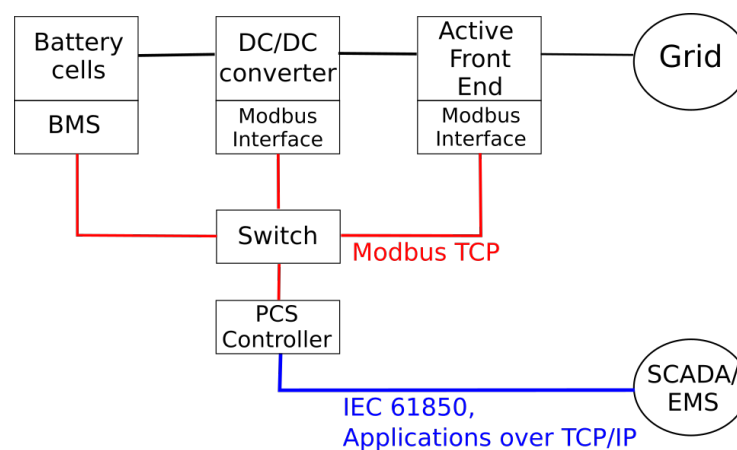 Battery
cells
BMS
DC/DC
converter
Modbus
Interface
Active
Front
End
Modbus
Interface
Grid
Switch
Modbus TCP
PCS
Controller
IEC 61850,
Applications over TCP/IP
SCADA/
EMS